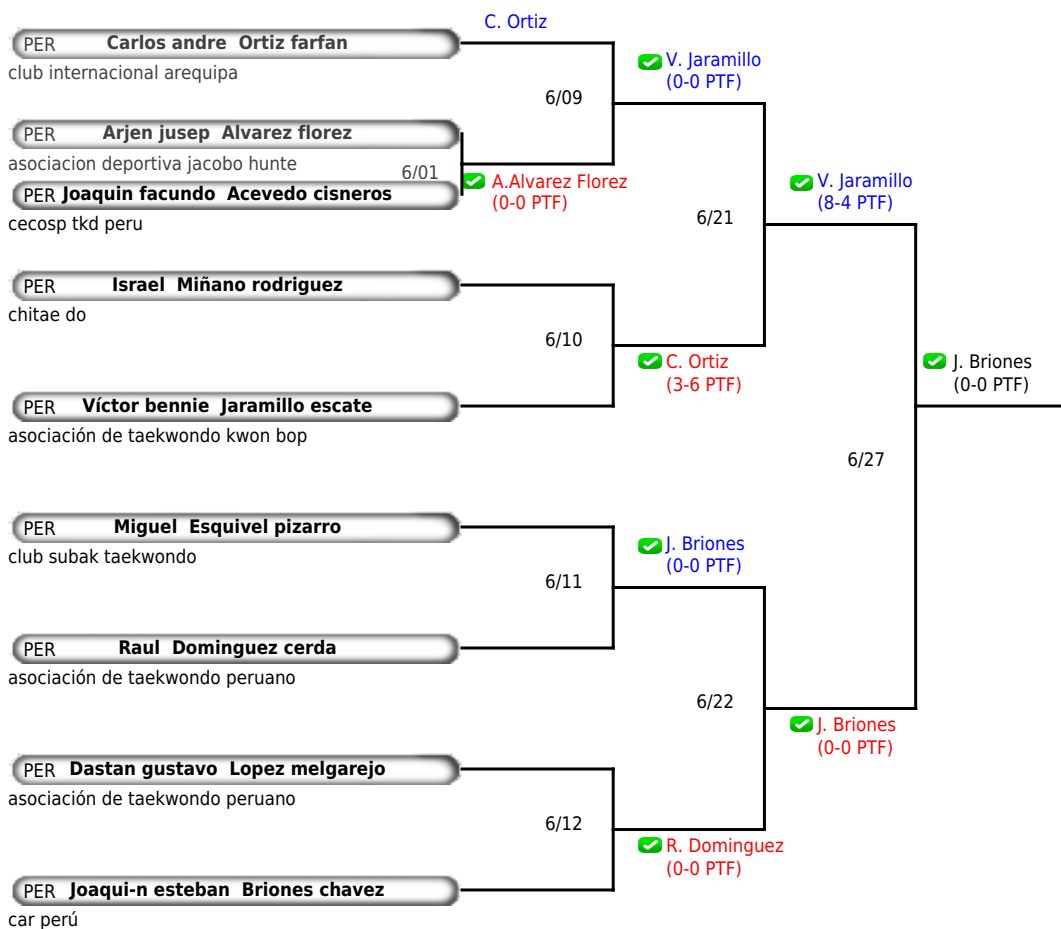 C. Ortiz
PER Carlos andre Ortiz farfan
club internacional arequipa
V. Jaramillo
(0-0 PTF)
6/09
PER Arjen jusep Alvarez florez
asociacion deportiva jacobo hunte
6/01
A.Alvarez Florez
(0-0 PTF)
PER Joaquin facundo Acevedo cisneros
cecosp tkd peru
V. Jaramillo
(8-4 PTF)
6/21
PER Israel Miñano rodriguez
chitae do
6/10
C. Ortiz
(3-6 PTF)
J. Briones
(0-0 PTF)
PER Víctor bennie Jaramillo escate
asociación de taekwondo kwon bop
6/27
PER Miguel Esquivel pizarro
club subak taekwondo
J. Briones
(0-0 PTF)
6/11
PER Raul Dominguez cerda
asociación de taekwondo peruano
6/22
J. Briones
(0-0 PTF)
PER Dastan gustavo Lopez melgarejo
asociación de taekwondo peruano
6/12
R. Dominguez
(0-0 PTF)
PER Joaqui-n esteban Briones chavez
car perú